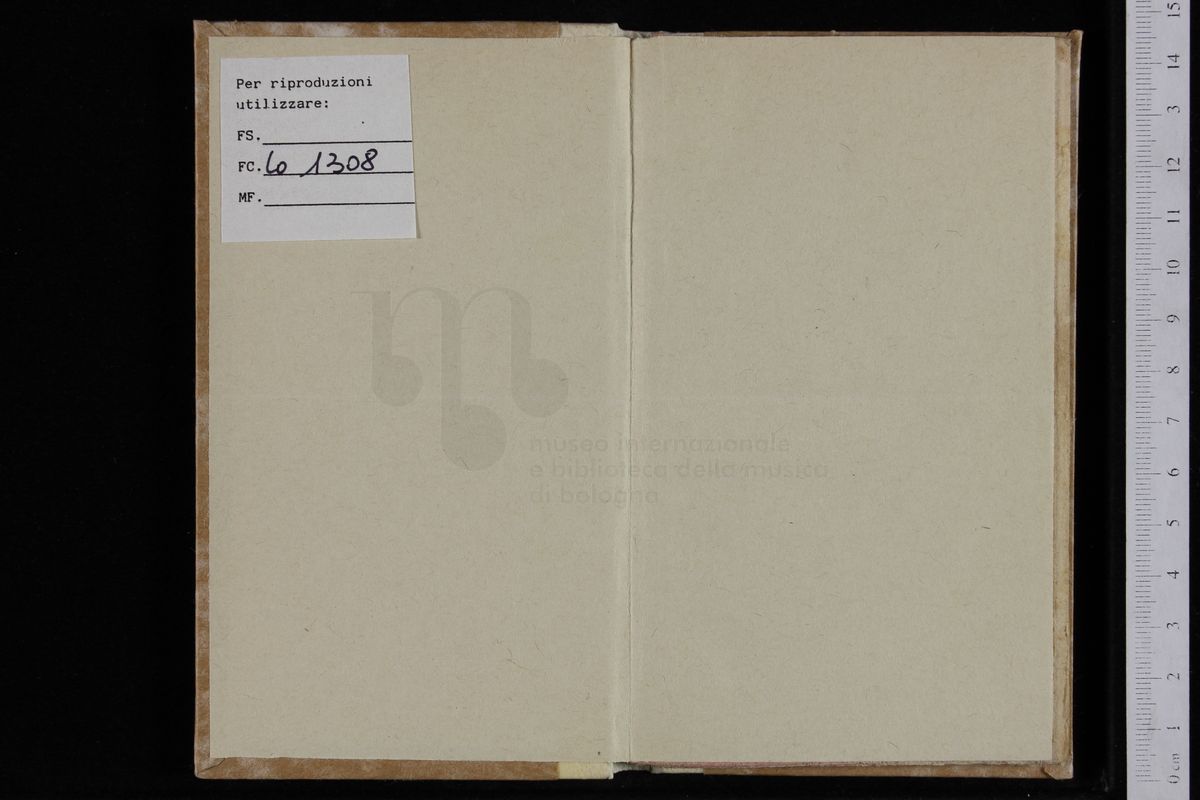 Per riproduzioni
utilizzare:
FS.
FC. Lo 1308
MF.
museo internazionale
e biblioteca della musica
di bologna
15
14
13
12
11
10
9
8
7
6
5
4
3
2
1
0 cm